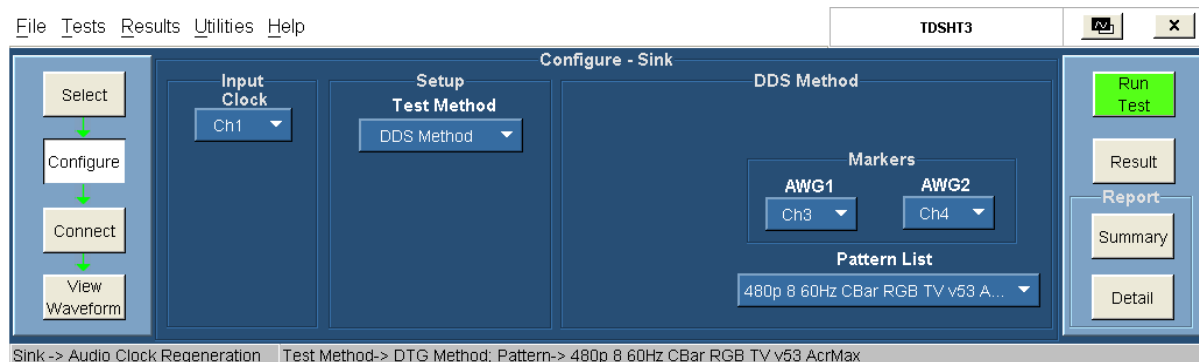 File Tests Results Utilities Help
TDSHT3
x
Configure - Sink
Select
Configure
Connect
View
Waveform
Input
Clock
Ch1
Setup
Test Method
DDS Method
DDS Method
Markers
AWG1 AWG2
Ch3 Ch4
Pattern List
480p 8 60Hz CBar RGB TV v53 A...
Run
Test
Result
Report
Summary
Detail
Sink -> Audio Clock Regeneration Test Method-> DTG Method; Pattern-> 480p 8 60Hz CBar RGB TV v53 AcrMax